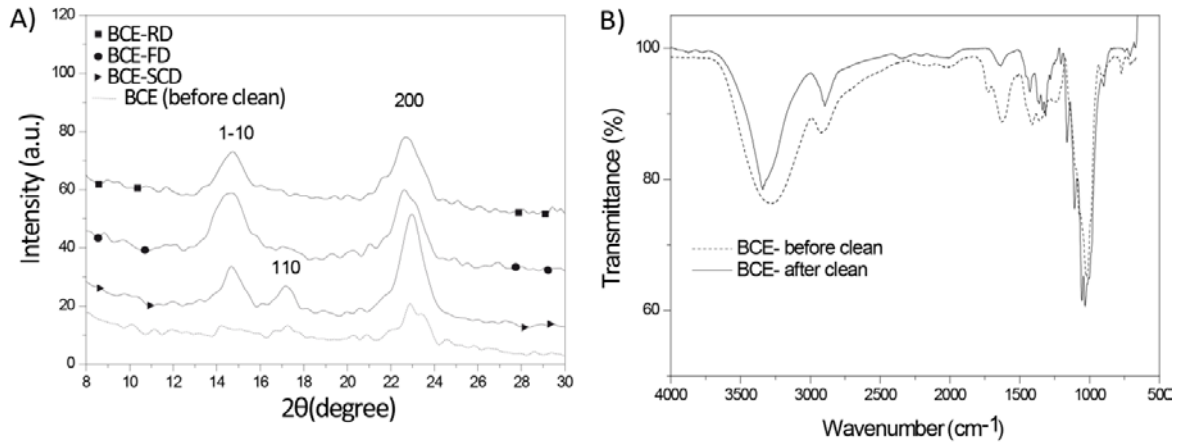 A)
120
100
80
60
40
20
0
Intensity (a.u.)
BCE-RD
BCE-FD
BCE-SCD
BCE (before clean)
1-10
200
110
8 10 12 14 16 18 20 22 24 26 28 30
2θ(degree)
B)
100
80
60
Transmittance (%)
BCE- before clean
BCE- after clean
4000 3500 3000 2500 2000 1500 1000 500
Wavenumber (cm-1)